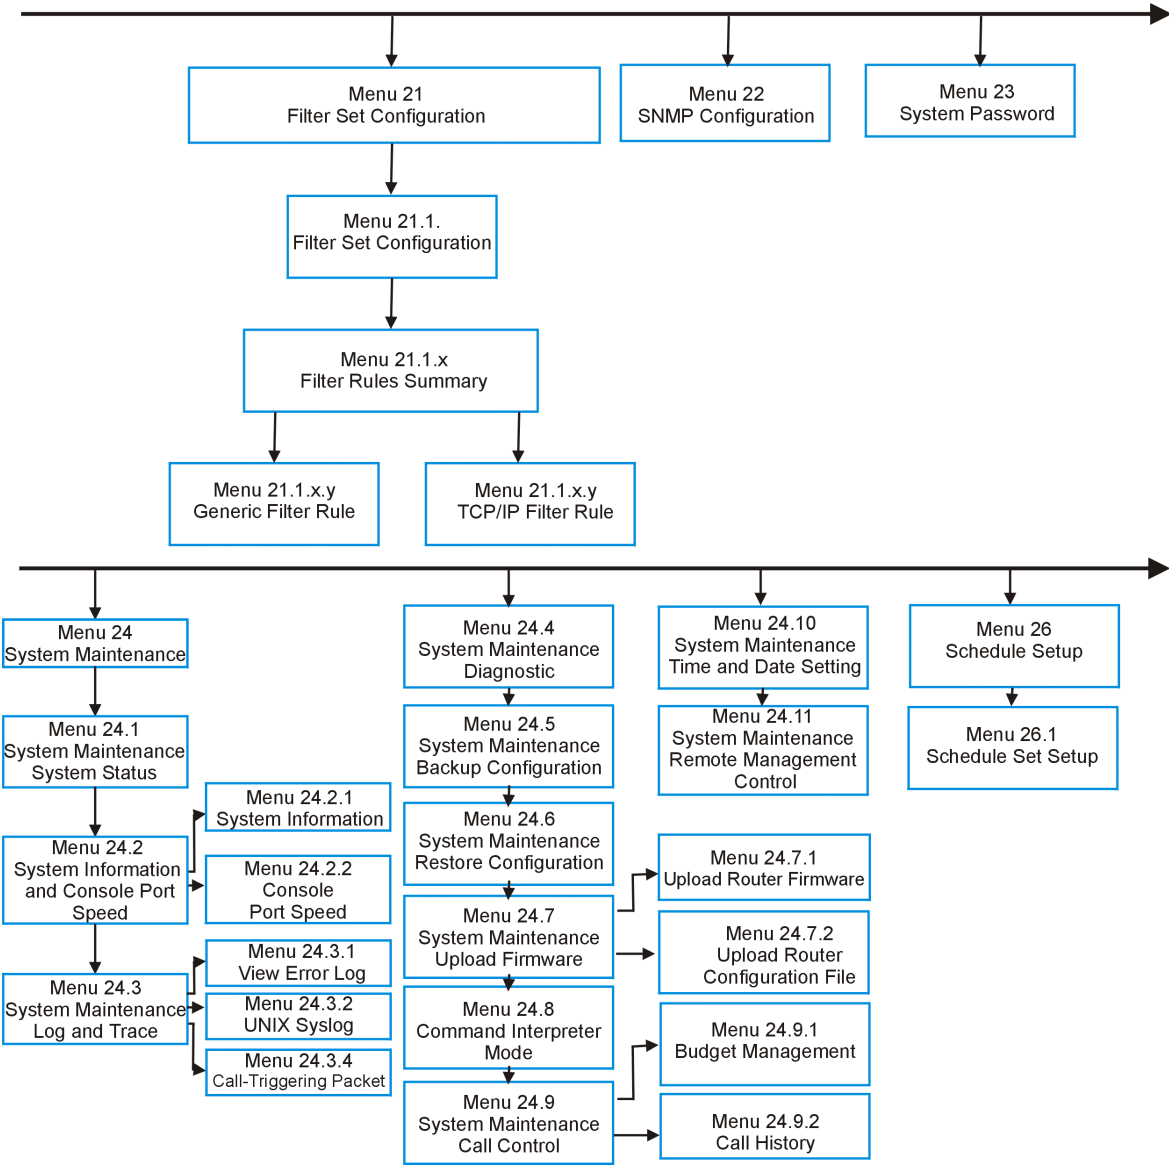 Menu 21
Filter Set Configuration
Menu 22
SNMP Configuration
Menu 23
System Password
Menu 21.1.
Filter Set Configuration
Menu 21.1.x
Filter Rules Summary
Menu 21.1.x.y
Generic Filter Rule
Menu 21.1.x.y
TCP/IP Filter Rule
Menu 24
System Maintenance
Menu 24.1
System Maintenance
System Status
Menu 24.2
System Information
and Console Port
Speed
Menu 24.2.1
System Information
Menu 24.2.2
Console
Port Speed
Menu 24.3
System Maintenance
Log and Trace
Menu 24.3.1
View Error Log
Menu 24.3.2
UNIX Syslog
Menu 24.3.4
Call-Triggering Packet
Menu 24.4
System Maintenance
Diagnostic
Menu 24.5
System Maintenance
Backup Configuration
Menu 24.6
System Maintenance
Restore Configuration
Menu 24.7
System Maintenance
Upload Firmware
Menu 24.7.1
Upload Router Firmware
Menu 24.7.2
Upload Router
Configuration File
Menu 24.8
Command Interpreter
Mode
Menu 24.9
System Maintenance
Call Control
Menu 24.9.1
Budget Management
Menu 24.9.2
Call History
Menu 24.10
System Maintenance
Time and Date Setting
Menu 24.11
System Maintenance
Remote Management
Control
Menu 26
Schedule Setup
Menu 26.1
Schedule Set Setup